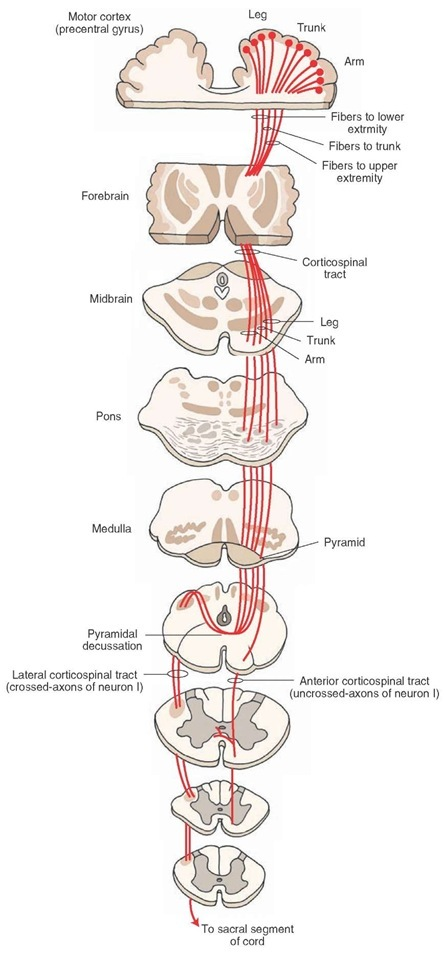 Motor cortex
(precentral gyrus)
Leg
Trunk
Arm
Fibers to lower
extrmity
Fibers to trunk
Fibers to upper
extremity
Forebrain
Corticospinal
tract
Midbrain
Leg
Trunk
Arm
Pons
Medulla
Pyramid
Pyramidal
decussation
Lateral corticospinal tract
(crossed-axons of neuron I)
Anterior corticospinal tract
(uncrossed-axons of neuron I)
To sacral segment
of cord